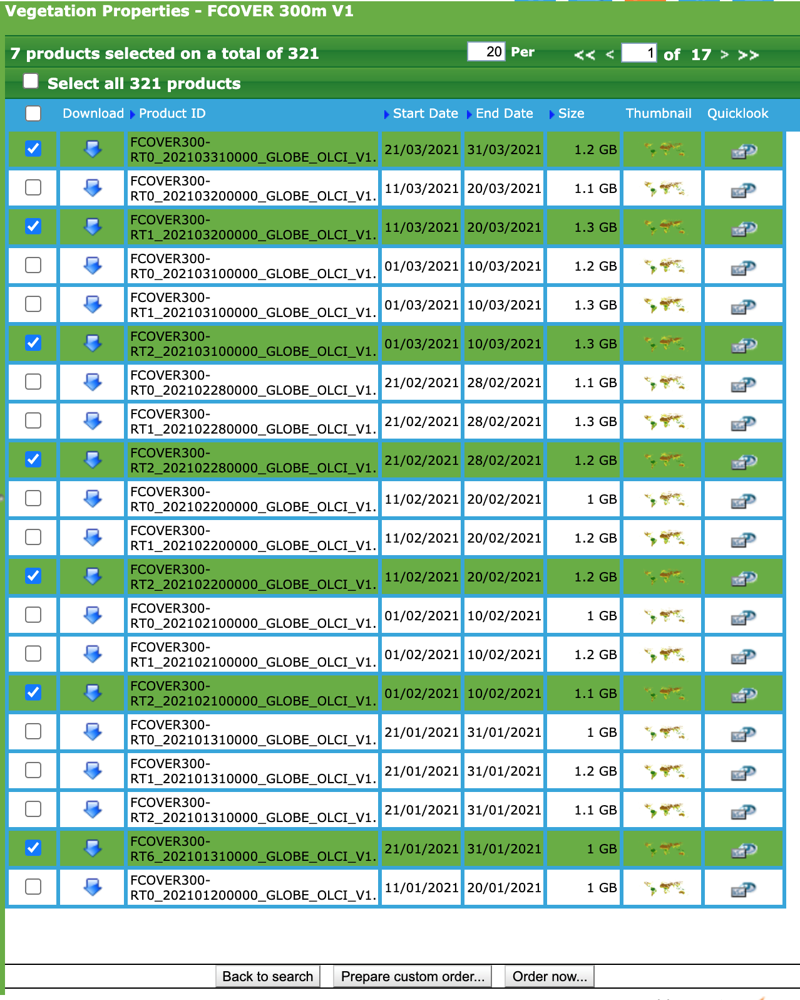 Vegetation Properties - FCOVER 300m V1
7 products selected on a total of 321 20 Per << < 1 of 17 > >>
Select all 321 products
Download Product ID Start Date End Date Size Thumbnail Quicklook
FCOVER300-
RT0_202103310000_GLOBE_OLCI_V1. 21/03/2021 31/03/2021 1.2 GB
FCOVER300-
RT0_202103200000_GLOBE_OLCI_V1. 11/03/2021 20/03/2021 1.1 GB
FCOVER300-
RT1_202103200000_GLOBE_OLCI_V1. 11/03/2021 20/03/2021 1.3 GB
FCOVER300-
RT0_202103100000_GLOBE_OLCI_V1. 01/03/2021 10/03/2021 1.2 GB
FCOVER300-
RT1_202103100000_GLOBE_OLCI_V1. 01/03/2021 10/03/2021 1.3 GB
FCOVER300-
RT2_202103100000_GLOBE_OLCI_V1. 01/03/2021 10/03/2021 1.3 GB
FCOVER300-
RT0_202102280000_GLOBE_OLCI_V1. 21/02/2021 28/02/2021 1.1 GB
FCOVER300-
RT1_202102280000_GLOBE_OLCI_V1. 21/02/2021 28/02/2021 1.3 GB
FCOVER300-
RT2_202102280000_GLOBE_OLCI_V1. 21/02/2021 28/02/2021 1.2 GB
FCOVER300-
RT0_202102200000_GLOBE_OLCI_V1. 11/02/2021 20/02/2021 1 GB
FCOVER300-
RT1_202102200000_GLOBE_OLCI_V1. 11/02/2021 20/02/2021 1.2 GB
FCOVER300-
RT2_202102200000_GLOBE_OLCI_V1. 11/02/2021 20/02/2021 1.2 GB
FCOVER300-
RT0_202102100000_GLOBE_OLCI_V1. 01/02/2021 10/02/2021 1 GB
FCOVER300-
RT1_202102100000_GLOBE_OLCI_V1. 01/02/2021 10/02/2021 1.2 GB
FCOVER300-
RT2_202102100000_GLOBE_OLCI_V1. 01/02/2021 10/02/2021 1.1 GB
FCOVER300-
RT0_202101310000_GLOBE_OLCI_V1. 21/01/2021 31/01/2021 1 GB
FCOVER300-
RT1_202101310000_GLOBE_OLCI_V1. 21/01/2021 31/01/2021 1.2 GB
FCOVER300-
RT2_202101310000_GLOBE_OLCI_V1. 21/01/2021 31/01/2021 1.1 GB
FCOVER300-
RT6_202101310000_GLOBE_OLCI_V1. 21/01/2021 31/01/2021 1 GB
FCOVER300-
RT0_202101200000_GLOBE_OLCI_V1. 11/01/2021 20/01/2021 1 GB
Back to search Prepare custom order... Order now...